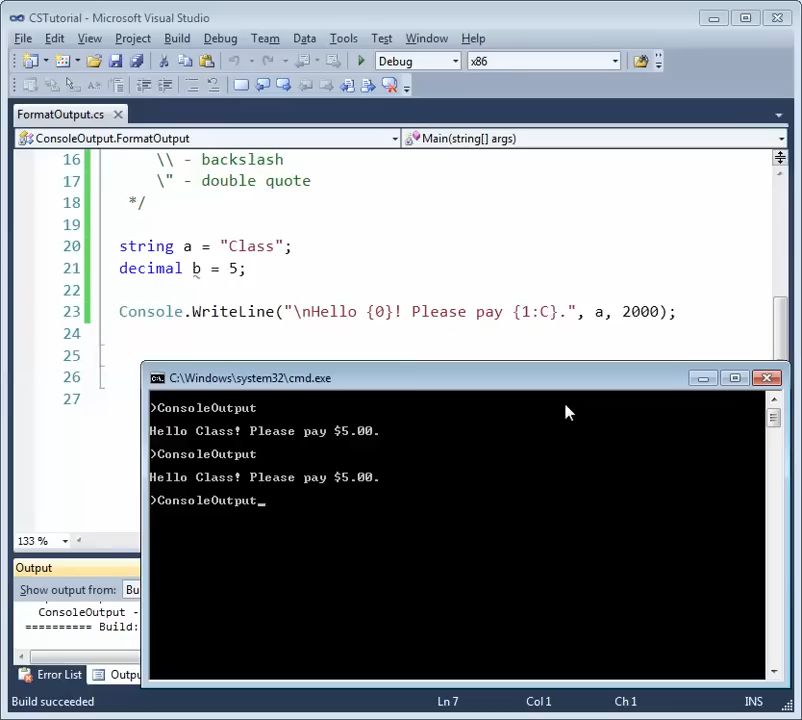 CSTutorial - Microsoft Visual Studio
File Edit View Project Build Debug Team Data Tools Test Window Help
Debug x86
FormatOutput.cs
ConsoleOutput.FormatOutput Main(string[] args)
16 \\ - backslash
17 \" - double quote
18 */
19
20 string a = "Class";
21 decimal b = 5;
22
23 Console.WriteLine("\nHello {0}! Please pay {1:C}.", a, 2000);
24
25
26
27
C:\Windows\system32\cmd.exe
>ConsoleOutput
Hello Class! Please pay $5.00.
>ConsoleOutput
Hello Class! Please pay $5.00.
>ConsoleOutput_
133 %
Output
Show output from: Bu
ConsoleOutput -
========== Build:
Error List Outpu
Build succeeded Ln 7 Col 1 Ch 1 INS